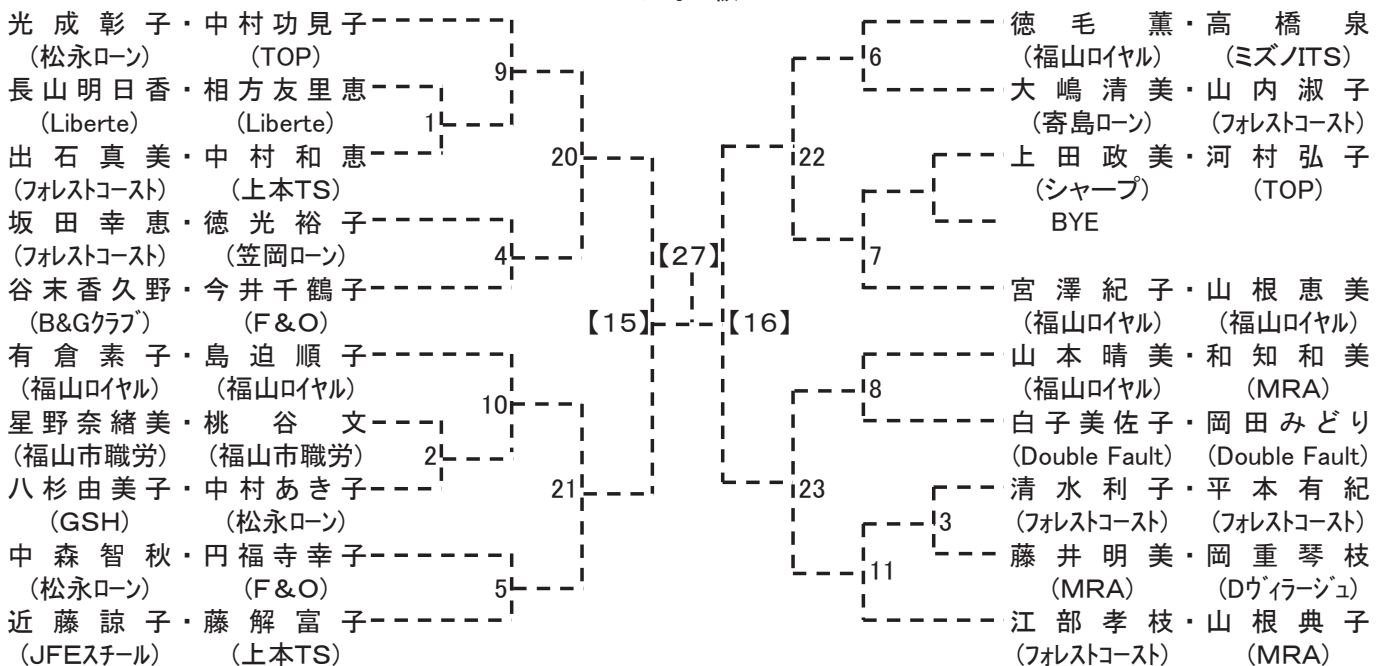 光成彰子・中村功見子
(松永ローン) (TOP)
9
長山明日香・相方友里恵
(Liberte) (Liberte)
1
出石真美・中村和恵
(フォレストコースト) (上本TS)
20
坂田幸恵・徳光裕子
(フォレストコースト) (笠岡ローン)
4
谷末香久野・今井千鶴子
(B&Gクラブ) (F&O)
【15】
【27】
【16】
有倉素子・島迫順子
(福山ロイヤル) (福山ロイヤル)
10
星野奈緒美・桃谷文
(福山市職労) (福山市職労)
2
八杉由美子・中村あき子
(GSH) (松永ローン)
21
中森智秋・円福寺幸子
(松永ローン) (F&O)
5
近藤諒子・藤解富子
(JFEスチール) (上本TS)
徳毛薫・高橋泉
6
(福山ロイヤル) (ミズノITS)
大嶋清美・山内淑子
(寄島ローン) (フォレストコースト)
22
上田政美・河村弘子
(シャープ) (TOP)
BYE
7
宮澤紀子・山根恵美
(福山ロイヤル) (福山ロイヤル)
山本晴美・和知和美
8
(福山ロイヤル) (MRA)
白子美佐子・岡田みどり
(Double Fault) (Double Fault)
23
清水利子・平本有紀
3
(フォレストコースト) (フォレストコースト)
藤井明美・岡重琴枝
11
(MRA) (Dヴィラージュ)
江部孝枝・山根典子
(フォレストコースト) (MRA)